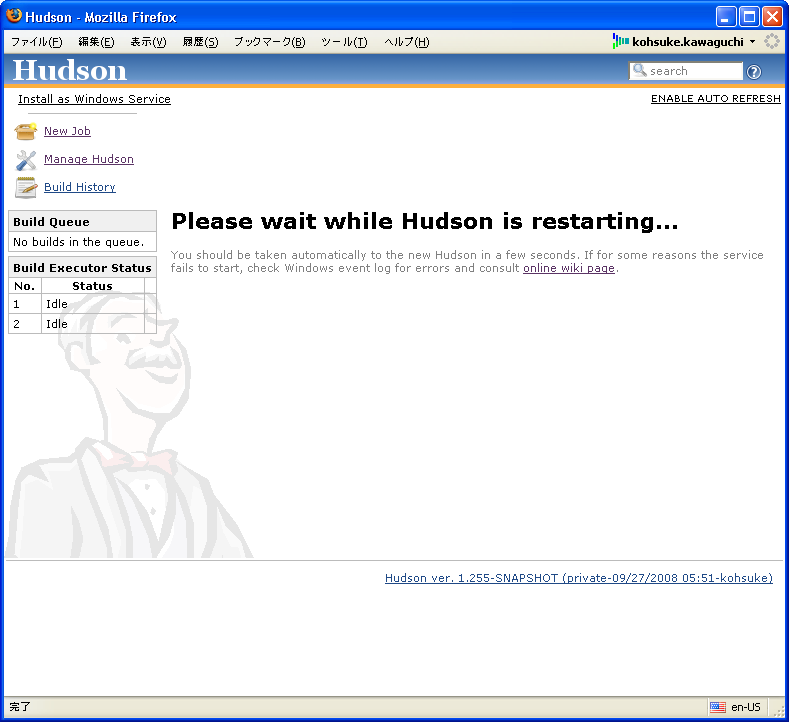 Hudson - Mozilla Firefox
ファイル(F) 編集(E) 表示(V) 履歴(S) ブックマーク(B) ツール(T) ヘルプ(H) kohsuke.kawaguchi
Hudson
search
?
Install as Windows Service
ENABLE AUTO REFRESH
New Job
Manage Hudson
Build History
Build Queue
No builds in the queue.
Build Executor Status
No. Status
1 Idle
2 Idle
Please wait while Hudson is restarting...
You should be taken automatically to the new Hudson in a few seconds. If for some reasons the service
fails to start, check Windows event log for errors and consult online wiki page.
Hudson ver. 1.255-SNAPSHOT (private-09/27/2008 05:51-kohsuke)
完了
en-US